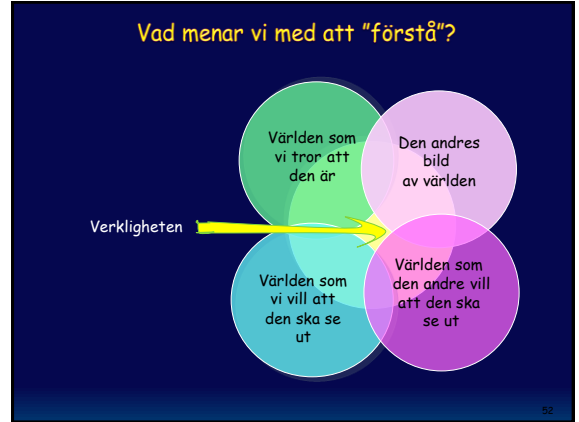 Vad menar vi med att "förstå"?
Världen som
vi tror att
den är
Den andres
bild
av världen
Verkligheten
Världen som
vi vill att
den ska se
ut
Världen som
den andre vill
att den ska
se ut
52